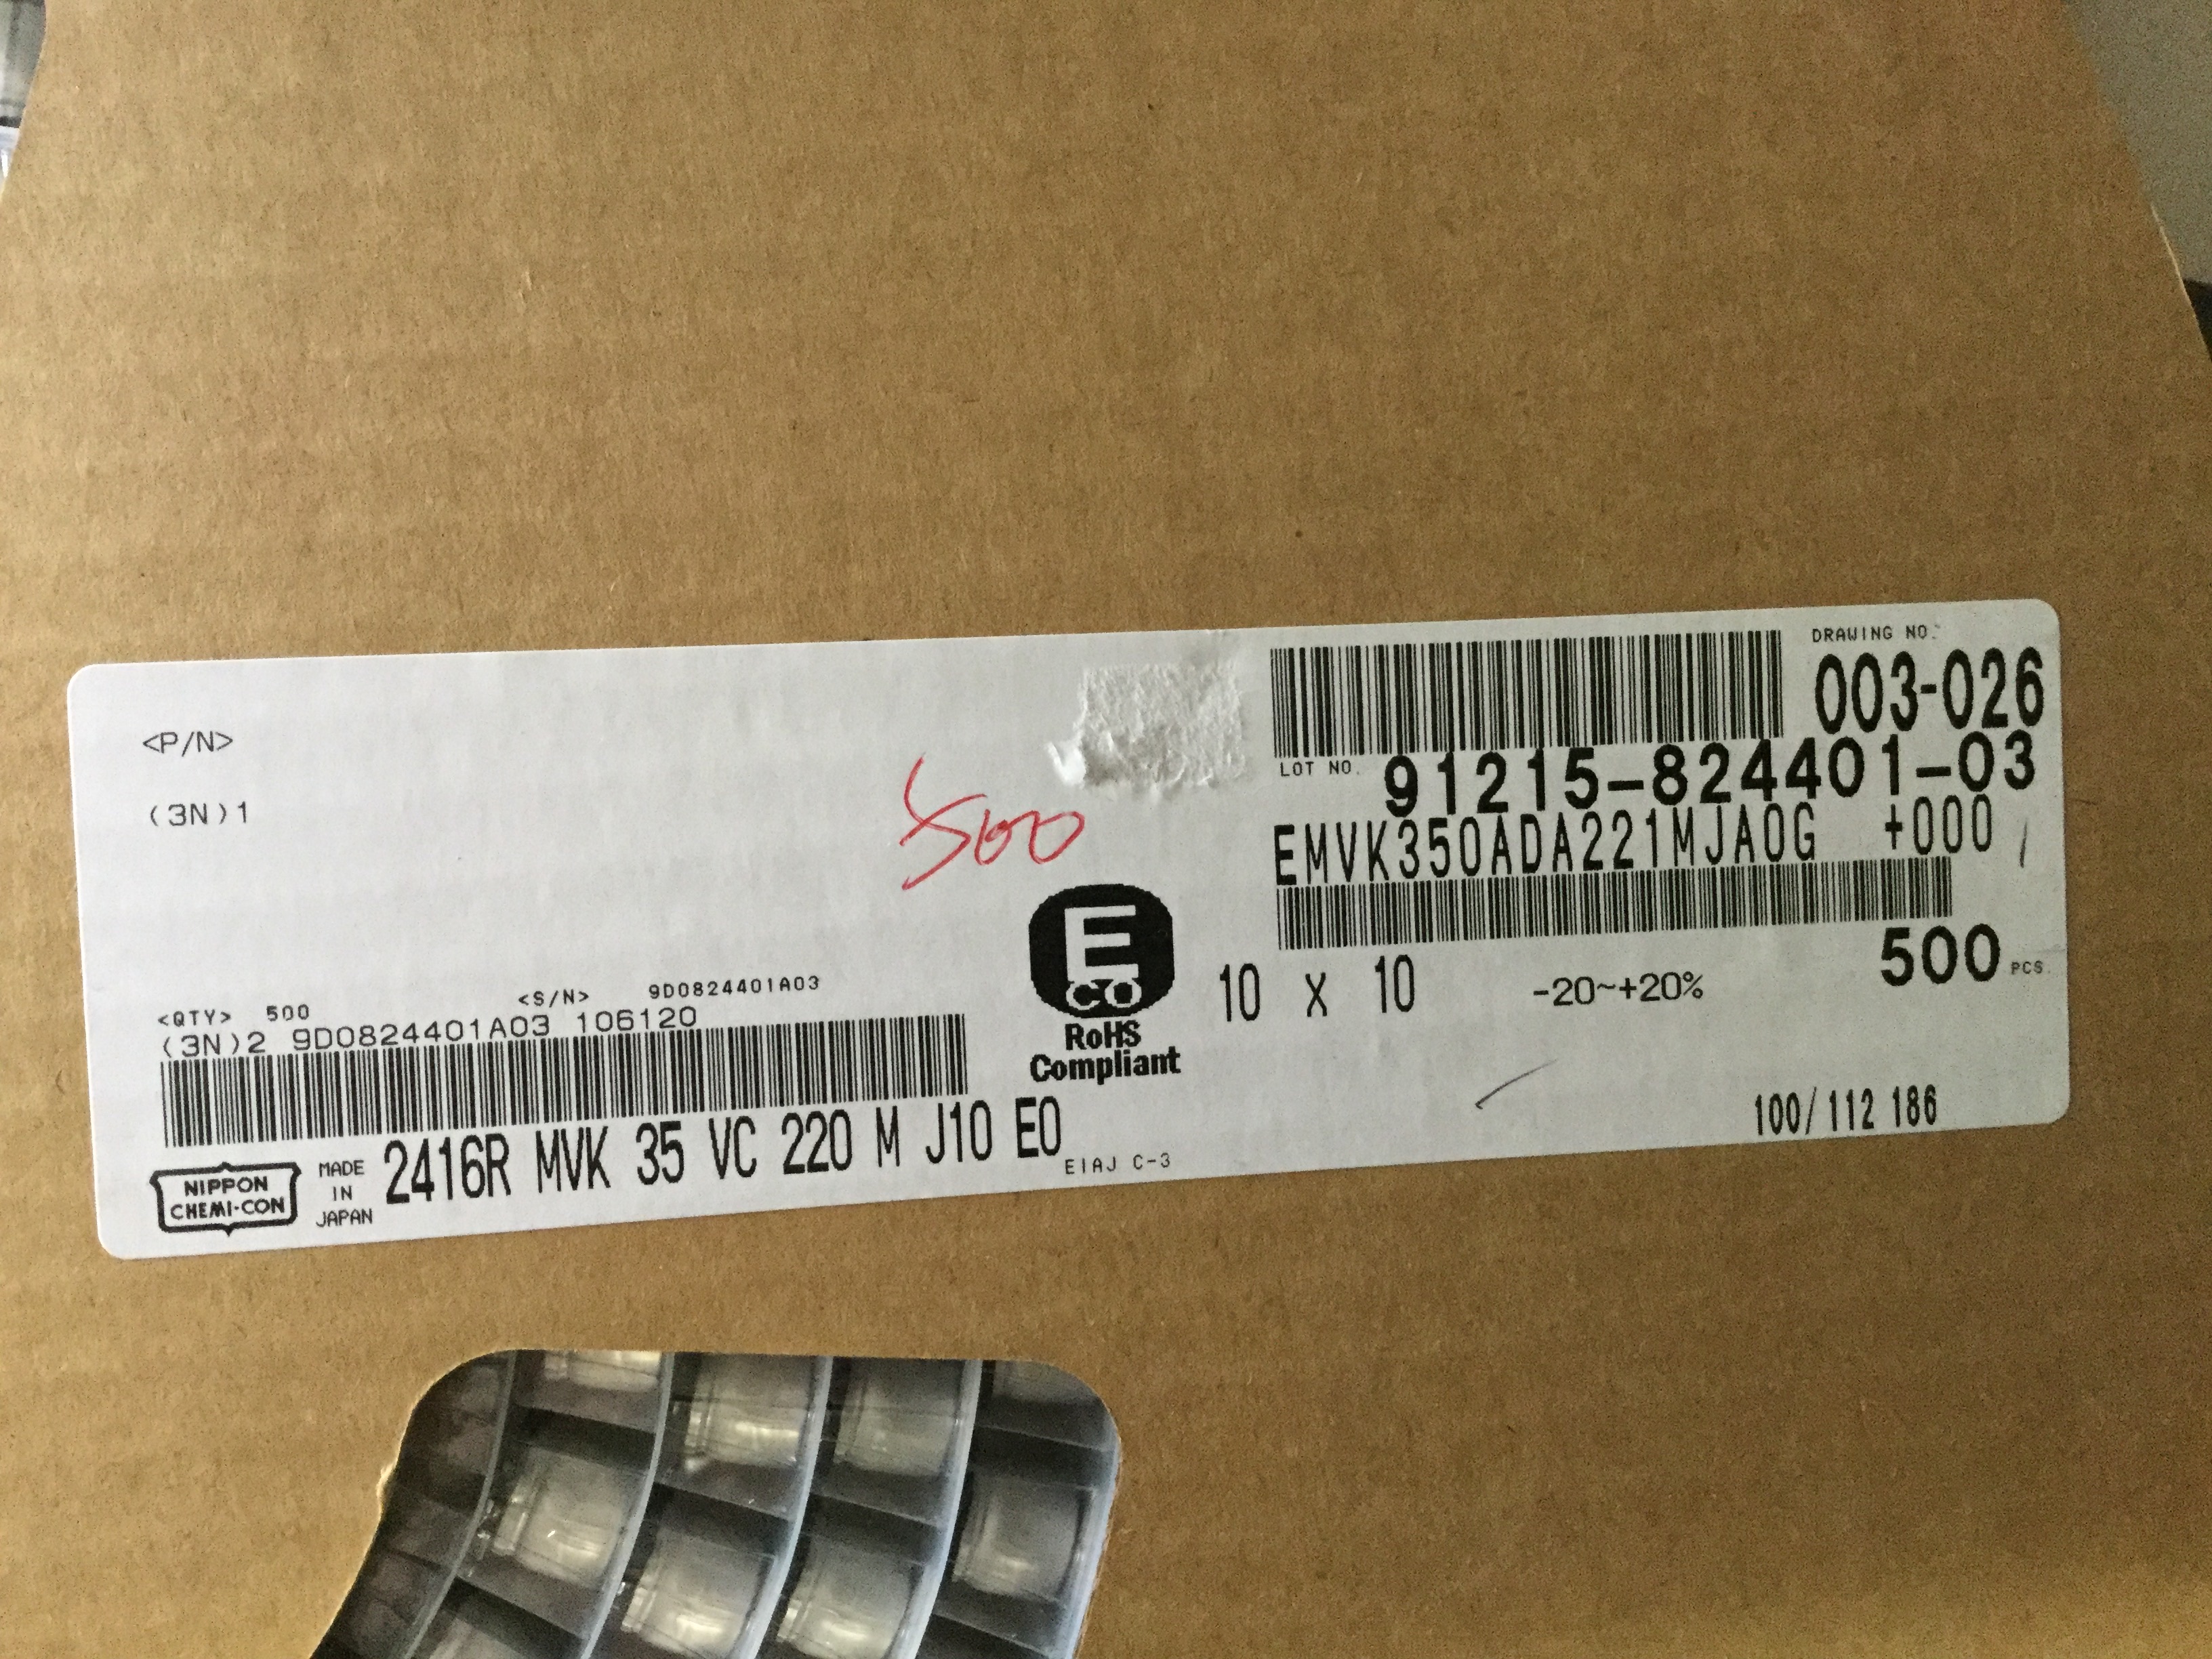 <P/N>
(3N)1
500
<QTY> 500 <S/N> 9D0824401A03
(3N)2 9D0824401A03 106120
NIPPON
CHEMI-CON
MADE
IN
JAPAN
2416R MVK 35 VC 220 M J10 E0
EIAJ C-3
E
CO
RoHS
Compliant
DRAWING NO.
003-026
LOT NO. 91215-824401-03
EMVK350ADA221MJA0G +000
500 PCS.
10 x 10 -20~+20%
100/112 186